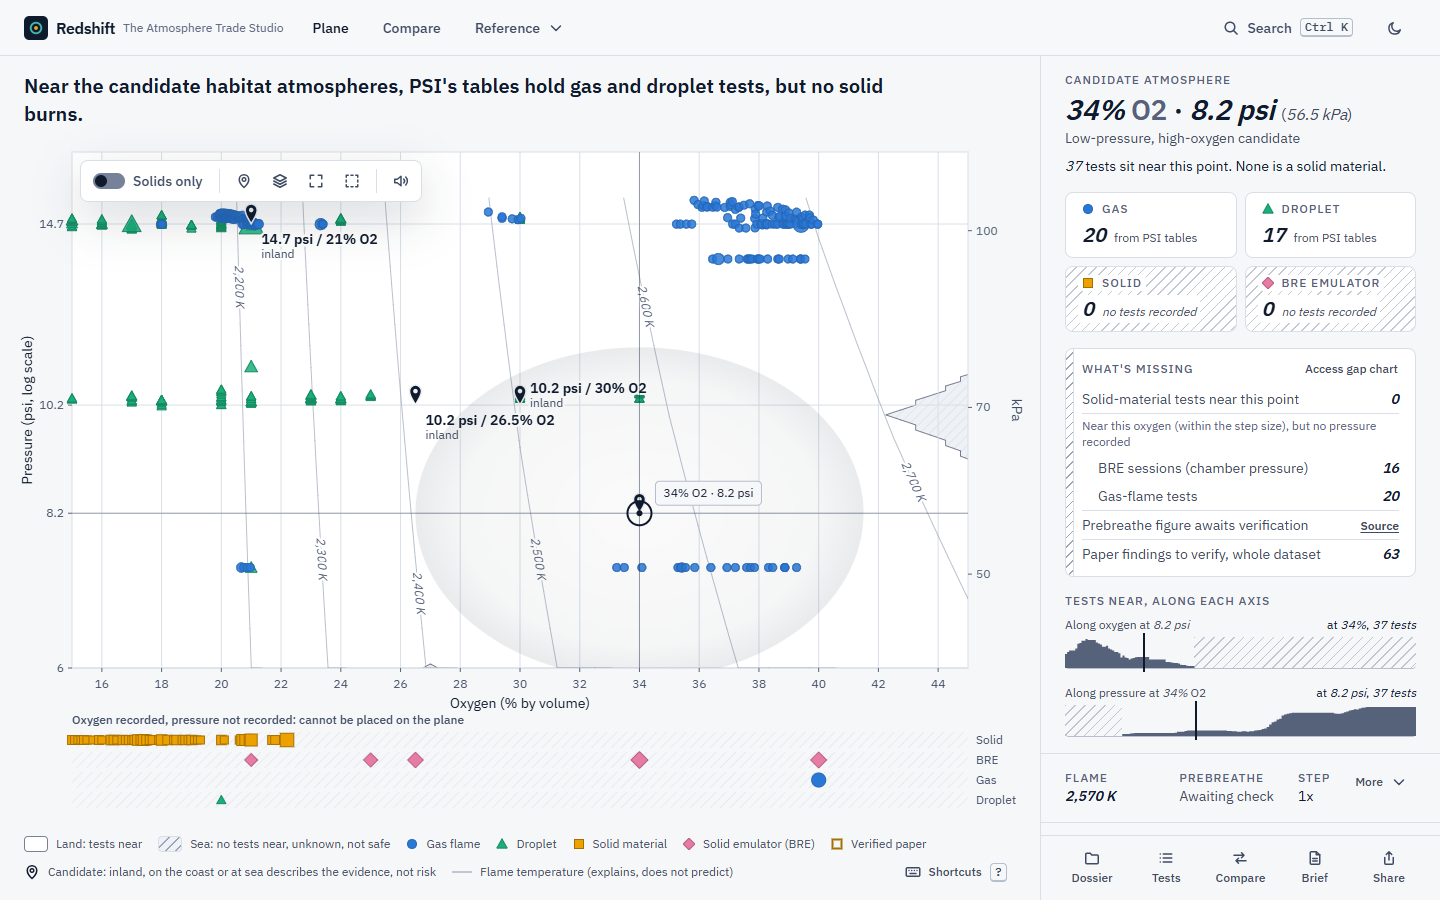 Redshift The Atmosphere Trade Studio Plane Compare Reference Search Ctrl K
Near the candidate habitat atmospheres, PSI's tables hold gas and droplet tests, but no solid
burns.
Solids only
14.7
10.2
8.2
6
Pressure (psi, log scale)
100
70
50
kPa
14.7 psi / 21% O2
inland
10.2 psi / 30% O2
inland
10.2 psi / 26.5% O2
inland
34% O2 · 8.2 psi
2,200 K
2,300 K
2,400 K
2,500 K
2,600 K
2,700 K
16 18 20 22 24 26 28 30 32 34 36 38 40 42 44
Oxygen (% by volume)
Oxygen recorded, pressure not recorded: cannot be placed on the plane
Solid
BRE
Gas
Droplet
Land: tests near Sea: no tests near, unknown, not safe Gas flame Droplet Solid material Solid emulator (BRE) Verified paper
Candidate: inland, on the coast or at sea describes the evidence, not risk Flame temperature (explains, does not predict) Shortcuts ?
CANDIDATE ATMOSPHERE
34% O2 · 8.2 psi (56.5 kPa)
Low-pressure, high-oxygen candidate
37 tests sit near this point. None is a solid material.
GAS
20 from PSI tables
DROPLET
17 from PSI tables
SOLID
0 no tests recorded
BRE EMULATOR
0 no tests recorded
WHAT'S MISSING Access gap chart
Solid-material tests near this point 0
Near this oxygen (within the step size), but no pressure
recorded
BRE sessions (chamber pressure) 16
Gas-flame tests 20
Prebreathe figure awaits verification Source
Paper findings to verify, whole dataset 63
TESTS NEAR, ALONG EACH AXIS
Along oxygen at 8.2 psi at 34%, 37 tests
Along pressure at 34% O2 at 8.2 psi, 37 tests
FLAME PREBREATHE STEP More
2,570 K Awaiting check 1x
Dossier Tests Compare Brief Share